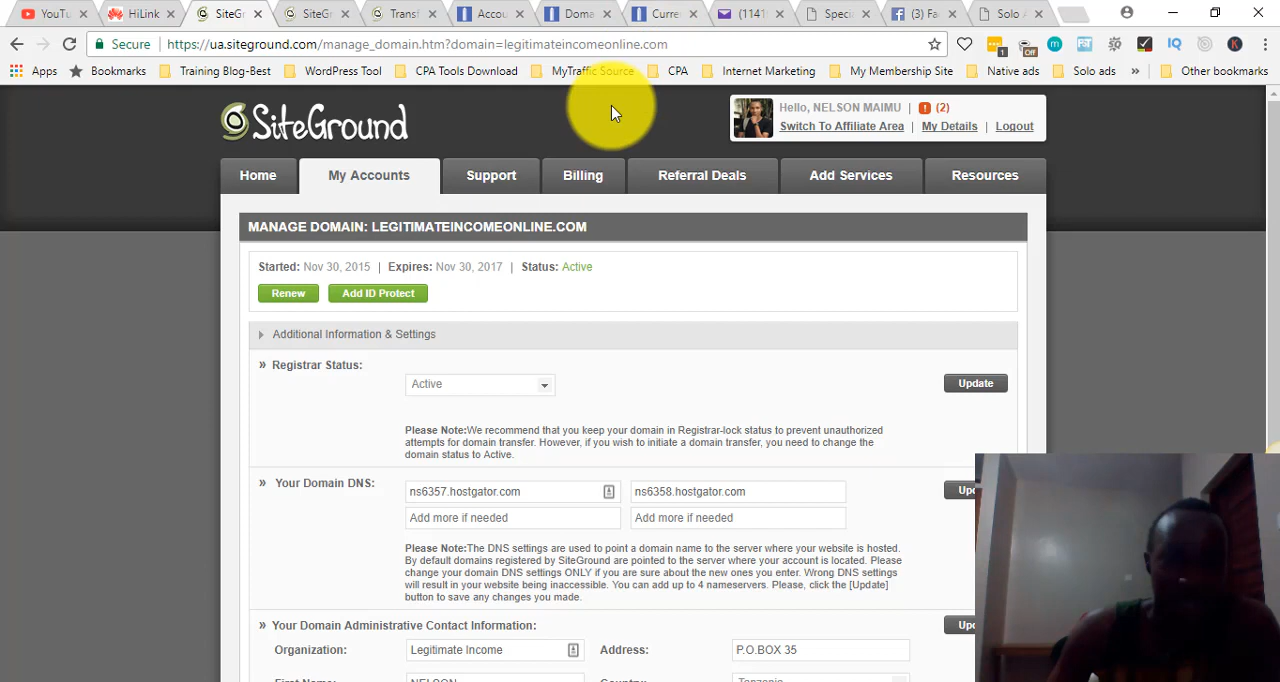 YouTu
HiLink
SiteGr
SiteG
Transf
Accou
Doma
Curre
(1141
Speci
(3) Fa
Solo A
Secure
https://ua.siteground.com/manage_domain.htm?domain=legitimateincomeonline.com
Apps
Bookmarks
Training Blog-Best
WordPress Tool
CPA Tools Download
MyTraffic Source
CPA
Internet Marketing
My Membership Site
Native ads
Solo ads
»
Other bookmarks
SiteGround
Hello, NELSON MAIMU (2)
Switch To Affiliate Area | My Details | Logout
Home
My Accounts
Support
Billing
Referral Deals
Add Services
Resources
MANAGE DOMAIN: LEGITIMATEINCOMEONLINE.COM
Started: Nov 30, 2015 | Expires: Nov 30, 2017 | Status: Active
Renew
Add ID Protect
Additional Information & Settings
» Registrar Status:
Active
Update
Please Note:We recommend that you keep your domain in Registrar-lock status to prevent unauthorized
attempts for domain transfer. However, if you wish to initiate a domain transfer, you need to change the
domain status to Active.
» Your Domain DNS:
ns6357.hostgator.com
ns6358.hostgator.com
Upd
Add more if needed
Add more if needed
Please Note:The DNS settings are used to point a domain name to the server where your website is hosted.
By default domains registered by SiteGround are pointed to the server where your account is located. Please
change your domain DNS settings ONLY if you are sure about the new ones you enter. Wrong DNS settings
will result in your website being inaccessible. You can add up to 4 nameservers. Please, click the [Update]
button to save any changes you made.
» Your Domain Administrative Contact Information:
Upd
Organization:
Legitimate Income
Address:
P.O.BOX 35
First Name:
NELSON
Country:
Tanzania